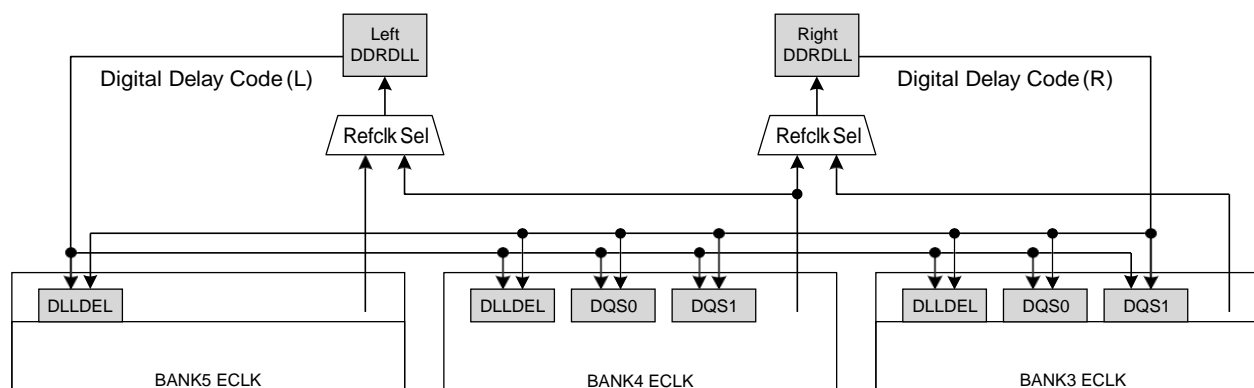 Left
DDRDLL
Right
DDRDLL
Digital Delay Code (L)
Digital Delay Code (R)
Refclk Sel
Refclk Sel
DLLDEL
DLLDEL
DQS0
DQS1
DLLDEL
DQS0
DQS1
BANK5 ECLK
BANK4 ECLK
BANK3 ECLK